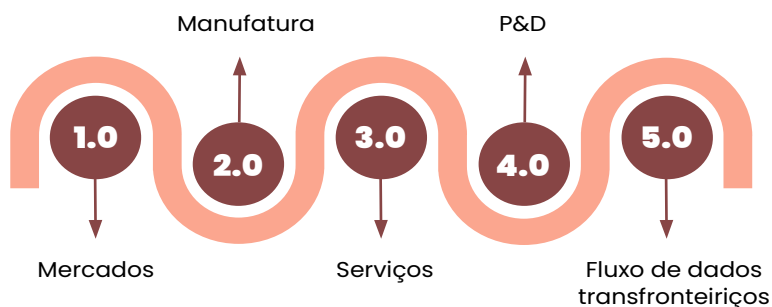 Manufatura
P&D
1.0
2.0
3.0
4.0
5.0
Mercados
Serviços
Fluxo de dados
transfronteiriços